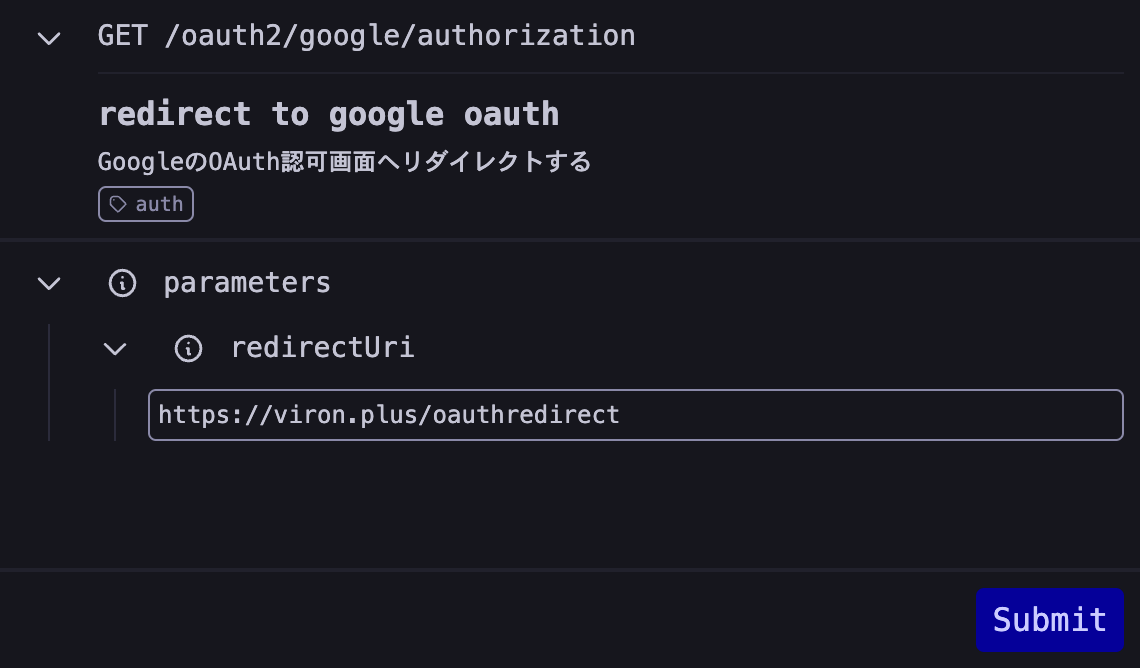 GET /oauth2/google/authorization
redirect to google oauth
GoogleのOAuth認可画面へリダイレクトする
auth
parameters
redirectUri
https://viron.plus/oauthredirect
Submit